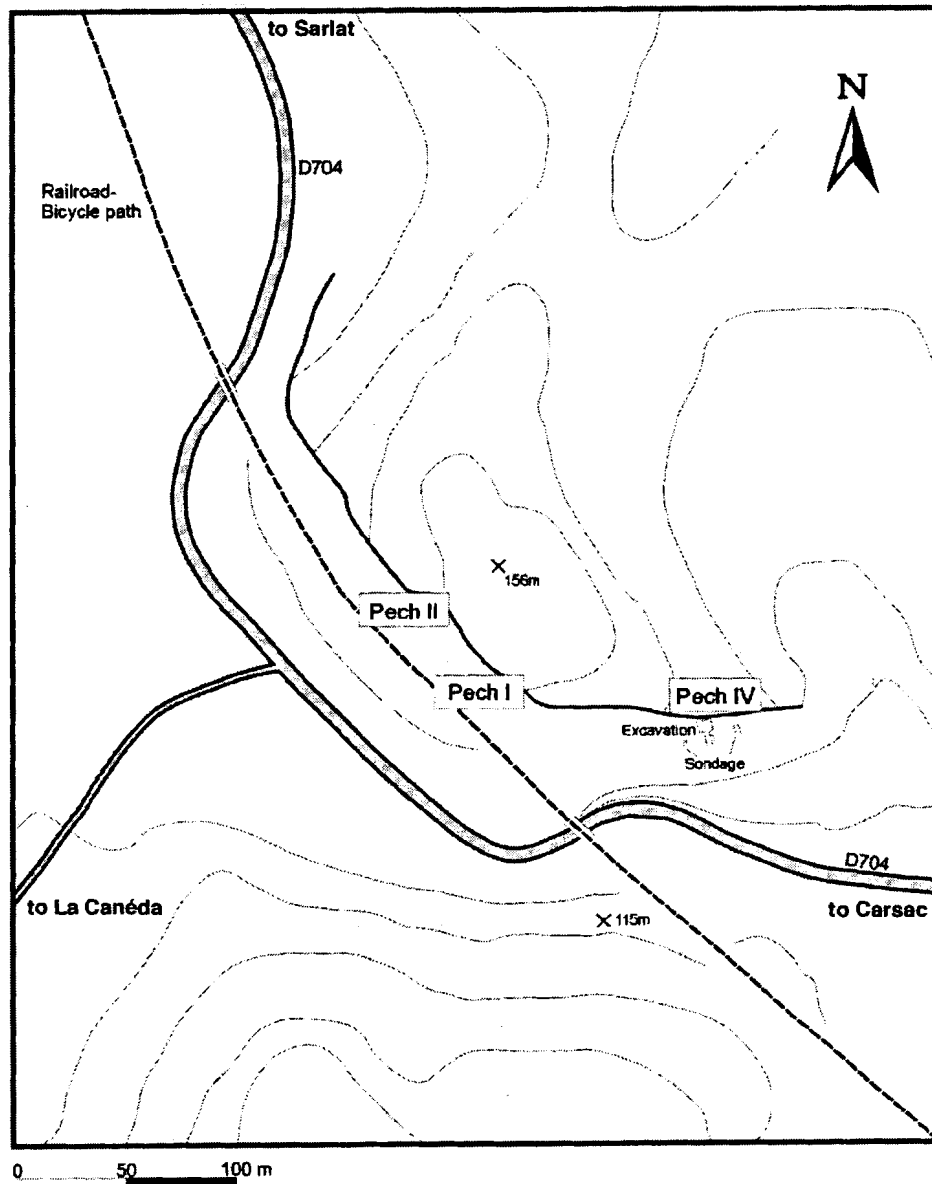 to Sarlat
N
D704
Railroad-
Bicycle path
156m
Pech II
Pech I
Pech IV
Excavation
Sondage
D704
to La Canéda
to Carsac
115m
0 50 100 m